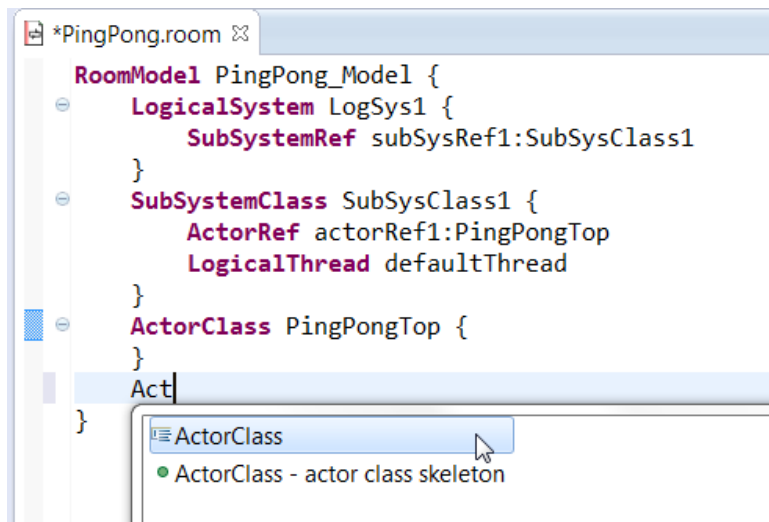 *PingPong.room
RoomModel PingPong_Model {
    LogicalSystem LogSys1 {
        SubSystemRef subSysRef1:SubSysClass1
    }
    SubSystemClass SubSysClass1 {
        ActorRef actorRef1:PingPongTop
        LogicalThread defaultThread
    }
    ActorClass PingPongTop {
    }
    Act
}
ActorClass
ActorClass - actor class skeleton